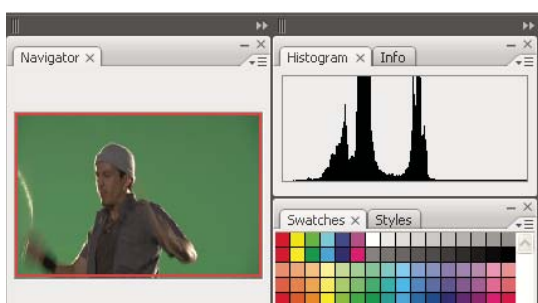 Navigator ×
Histogram × Info
Swatches × Styles